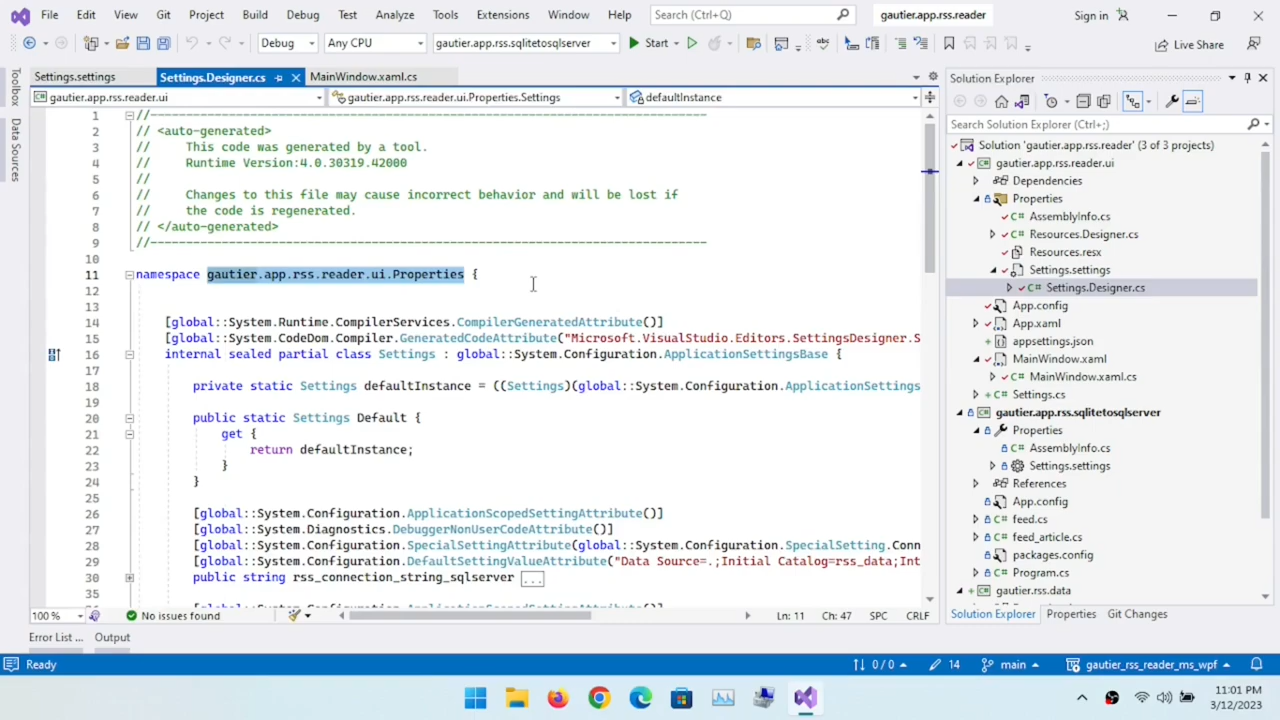 File Edit View Git Project Build Debug Test Analyze Tools Extensions Window Help Search (Ctrl+Q) gautier.app.rss.reader Sign in
Debug Any CPU gautier.app.rss.sqlitetosqlserver Start Live Share
Toolbox
Data Sources
Settings.settings Settings.Designer.cs MainWindow.xaml.cs
gautier.app.rss.reader.ui gautier.app.rss.reader.ui.Properties.Settings defaultInstance
1 //------------------------------------------------------------------------------
2 // <auto-generated>
3 // This code was generated by a tool.
4 // Runtime Version:4.0.30319.42000
5 //
6 // Changes to this file may cause incorrect behavior and will be lost if
7 // the code is regenerated.
8 // </auto-generated>
9 //------------------------------------------------------------------------------
10
11 namespace gautier.app.rss.reader.ui.Properties {
12
13
14 [global::System.Runtime.CompilerServices.CompilerGeneratedAttribute()]
15 [global::System.CodeDom.Compiler.GeneratedCodeAttribute("Microsoft.VisualStudio.Editors.SettingsDesigner.S
16 internal sealed partial class Settings : global::System.Configuration.ApplicationSettingsBase {
17
18 private static Settings defaultInstance = ((Settings)(global::System.Configuration.ApplicationSettings
19
20 public static Settings Default {
21 get {
22 return defaultInstance;
23 }
24 }
25
26 [global::System.Configuration.ApplicationScopedSettingAttribute()]
27 [global::System.Diagnostics.DebuggerNonUserCodeAttribute()]
28 [global::System.Configuration.SpecialSettingAttribute(global::System.Configuration.SpecialSetting.Conn
29 [global::System.Configuration.DefaultSettingValueAttribute("Data Source=.;Initial Catalog=rss_data;Int
30 public string rss_connection_string_sqlserver ...
35
100 % No issues found Ln: 11 Ch: 47 SPC CRLF
Error List ... Output
Solution Explorer
Search Solution Explorer (Ctrl+;)
Solution 'gautier.app.rss.reader' (3 of 3 projects)
gautier.app.rss.reader.ui
Dependencies
Properties
C# AssemblyInfo.cs
C# Resources.Designer.cs
Resources.resx
Settings.settings
C# Settings.Designer.cs
App.config
App.xaml
appsettings.json
MainWindow.xaml
C# MainWindow.xaml.cs
C# Settings.cs
gautier.app.rss.sqlitetosqlserver
Properties
C# AssemblyInfo.cs
Settings.settings
References
App.config
C# feed.cs
C# feed_article.cs
packages.config
C# Program.cs
gautier.rss.data
Solution Explorer Properties Git Changes
Ready 0 / 0 14 main gautier_rss_reader_ms_wpf
11:01 PM
3/12/2023